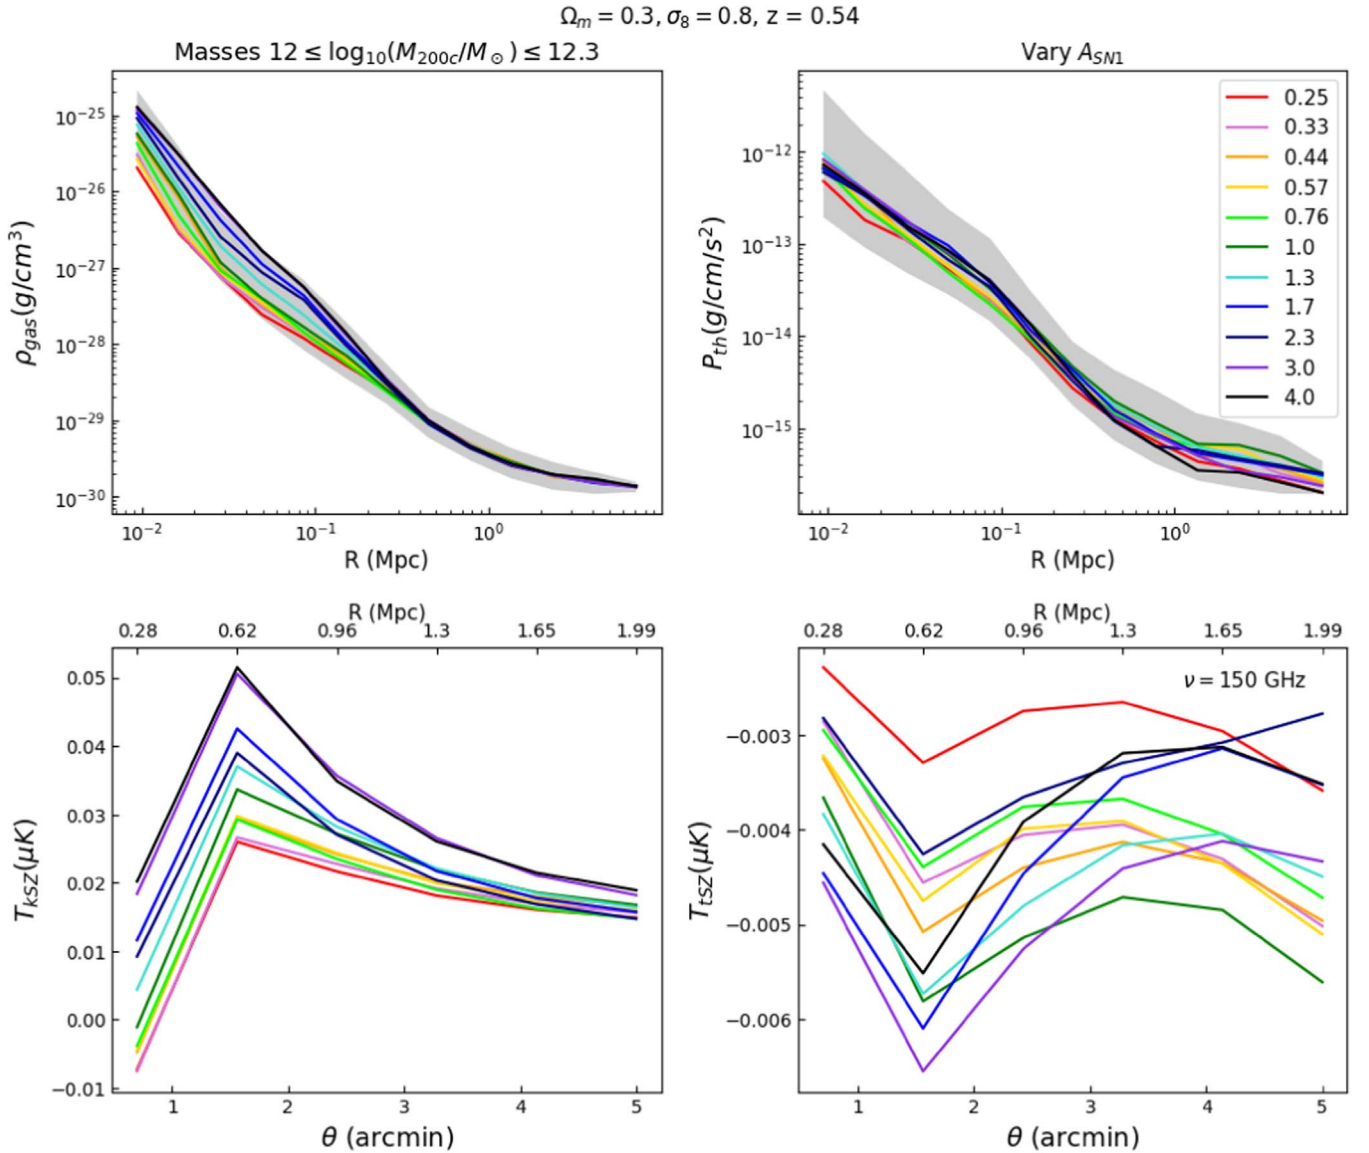 Ωm = 0.3, σ8 = 0.8, z = 0.54
Masses 12 ≤ log10(M200c/M⊙) ≤ 12.3
Vary ASN1
10−25
10−26
10−27
10−28
10−29
10−30
ρgas(g/cm3)
10−2
10−1
100
R (Mpc)
10−12
10−13
10−14
10−15
Pth(g/cm/s2)
0.25
0.33
0.44
0.57
0.76
1.0
1.3
1.7
2.3
3.0
4.0
10−2
10−1
100
R (Mpc)
R (Mpc)
0.28 0.62 0.96 1.3 1.65 1.99
0.05
0.04
0.03
0.02
0.01
0.00
−0.01
TkSZ(μK)
1 2 3 4 5
θ (arcmin)
R (Mpc)
0.28 0.62 0.96 1.3 1.65 1.99
ν = 150 GHz
−0.003
−0.004
−0.005
−0.006
TtSZ(μK)
1 2 3 4 5
θ (arcmin)